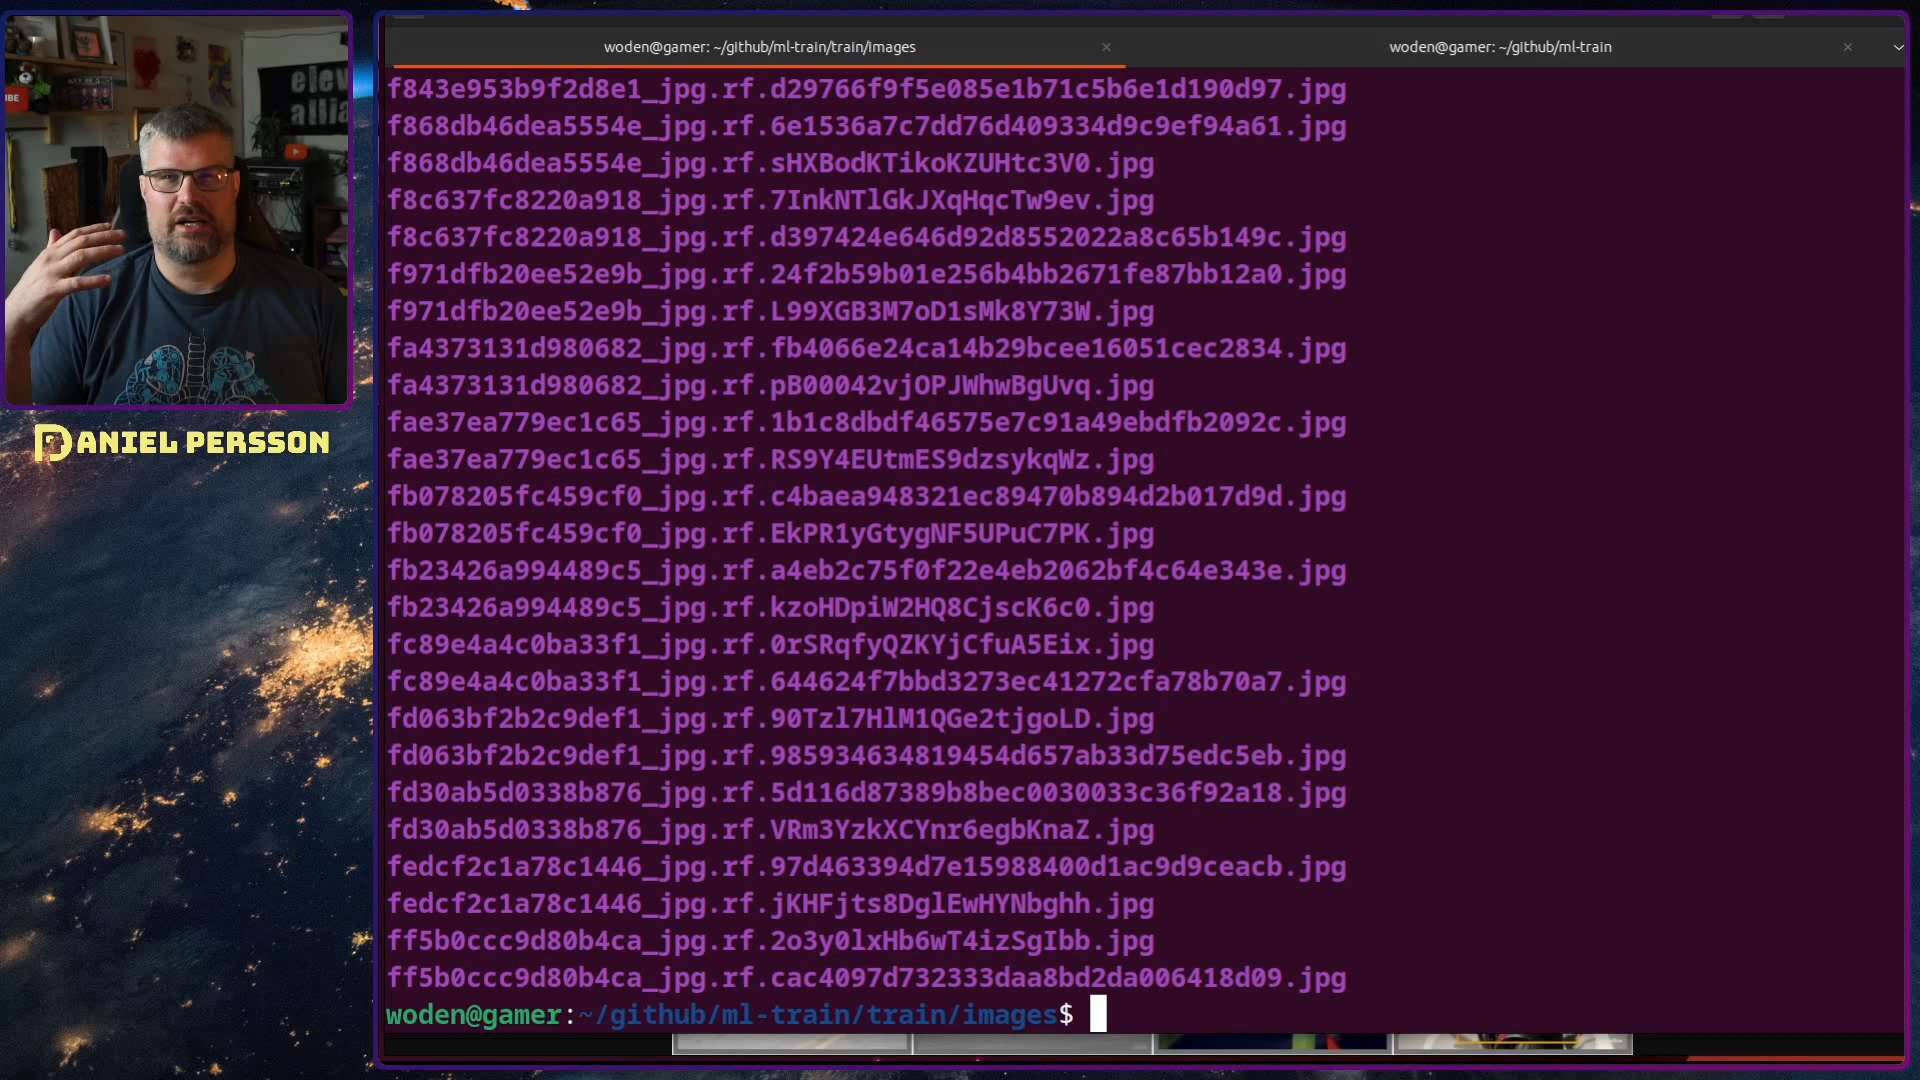 woden@gamer: ~/github/ml-train/train/images
woden@gamer: ~/github/ml-train
f843e953b9f2d8e1_jpg.rf.d29766f9f5e085e1b71c5b6e1d190d97.jpg
f868db46dea5554e_jpg.rf.6e1536a7c7dd76d409334d9c9ef94a61.jpg
f868db46dea5554e_jpg.rf.sHXBodKTikoKZUHtc3V0.jpg
f8c637fc8220a918_jpg.rf.7InkNTlGkJXqHqcTw9ev.jpg
f8c637fc8220a918_jpg.rf.d397424e646d92d8552022a8c65b149c.jpg
f971dfb20ee52e9b_jpg.rf.24f2b59b01e256b4bb2671fe87bb12a0.jpg
f971dfb20ee52e9b_jpg.rf.L99XGB3M7oD1sMk8Y73W.jpg
fa4373131d980682_jpg.rf.fb4066e24ca14b29bcee16051cec2834.jpg
fa4373131d980682_jpg.rf.pB00042vjOPJWhwBgUvq.jpg
fae37ea779ec1c65_jpg.rf.1b1c8dbdf46575e7c91a49ebdfb2092c.jpg
fae37ea779ec1c65_jpg.rf.RS9Y4EUtmES9dzsykqWz.jpg
fb078205fc459cf0_jpg.rf.c4baea948321ec89470b894d2b017d9d.jpg
fb078205fc459cf0_jpg.rf.EkPR1yGtygNF5UPuC7PK.jpg
fb23426a994489c5_jpg.rf.a4eb2c75f0f22e4eb2062bf4c64e343e.jpg
fb23426a994489c5_jpg.rf.kzoHDpiW2HQ8CjscK6c0.jpg
fc89e4a4c0ba33f1_jpg.rf.0rSRqfyQZKYjCfuA5Eix.jpg
fc89e4a4c0ba33f1_jpg.rf.644624f7bbd3273ec41272cfa78b70a7.jpg
fd063bf2b2c9def1_jpg.rf.90Tzl7HlM1QGe2tjgoLD.jpg
fd063bf2b2c9def1_jpg.rf.985934634819454d657ab33d75edc5eb.jpg
fd30ab5d0338b876_jpg.rf.5d116d87389b8bec0030033c36f92a18.jpg
fd30ab5d0338b876_jpg.rf.VRm3YzkXCYnr6egbKnaZ.jpg
fedcf2c1a78c1446_jpg.rf.97d463394d7e15988400d1ac9d9ceacb.jpg
fedcf2c1a78c1446_jpg.rf.jKHFjts8DglEwHYNbghh.jpg
ff5b0ccc9d80b4ca_jpg.rf.2o3y0lxHb6wT4izSgIbb.jpg
ff5b0ccc9d80b4ca_jpg.rf.cac4097d732333daa8bd2da006418d09.jpg
woden@gamer:~/github/ml-train/train/images$
DANIEL PERSSON